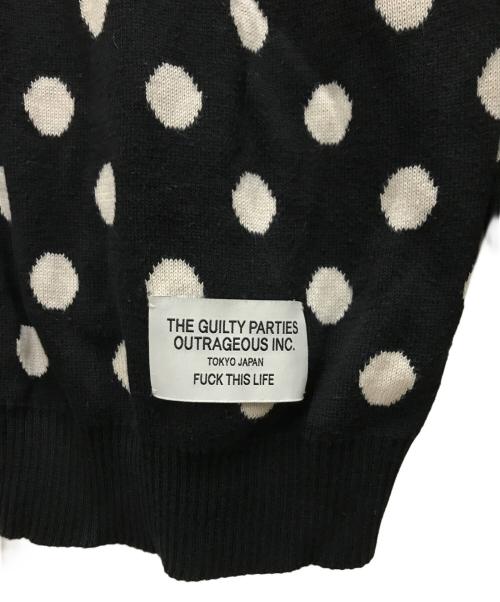 THE GUILTY PARTIES
OUTRAGEOUS INC.
TOKYO JAPAN
FUCK THIS LIFE